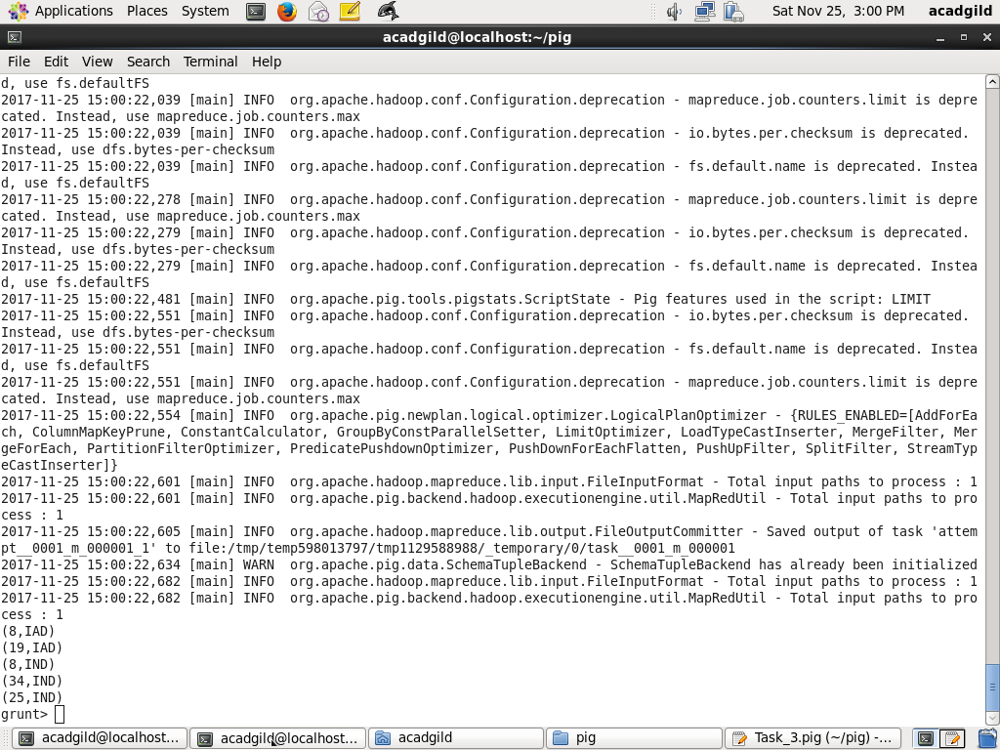 Applications Places System Sat Nov 25, 3:00 PM acadgild
acadgild@localhost:~/pig
File Edit View Search Terminal Help
d, use fs.defaultFS
2017-11-25 15:00:22,039 [main] INFO  org.apache.hadoop.conf.Configuration.deprecation - mapreduce.job.counters.limit is depre
cated. Instead, use mapreduce.job.counters.max
2017-11-25 15:00:22,039 [main] INFO  org.apache.hadoop.conf.Configuration.deprecation - io.bytes.per.checksum is deprecated.
Instead, use dfs.bytes-per-checksum
2017-11-25 15:00:22,039 [main] INFO  org.apache.hadoop.conf.Configuration.deprecation - fs.default.name is deprecated. Instea
d, use fs.defaultFS
2017-11-25 15:00:22,278 [main] INFO  org.apache.hadoop.conf.Configuration.deprecation - mapreduce.job.counters.limit is depre
cated. Instead, use mapreduce.job.counters.max
2017-11-25 15:00:22,279 [main] INFO  org.apache.hadoop.conf.Configuration.deprecation - io.bytes.per.checksum is deprecated.
Instead, use dfs.bytes-per-checksum
2017-11-25 15:00:22,279 [main] INFO  org.apache.hadoop.conf.Configuration.deprecation - fs.default.name is deprecated. Instea
d, use fs.defaultFS
2017-11-25 15:00:22,481 [main] INFO  org.apache.pig.tools.pigstats.ScriptState - Pig features used in the script: LIMIT
2017-11-25 15:00:22,551 [main] INFO  org.apache.hadoop.conf.Configuration.deprecation - io.bytes.per.checksum is deprecated.
Instead, use dfs.bytes-per-checksum
2017-11-25 15:00:22,551 [main] INFO  org.apache.hadoop.conf.Configuration.deprecation - fs.default.name is deprecated. Instea
d, use fs.defaultFS
2017-11-25 15:00:22,551 [main] INFO  org.apache.hadoop.conf.Configuration.deprecation - mapreduce.job.counters.limit is depre
cated. Instead, use mapreduce.job.counters.max
2017-11-25 15:00:22,554 [main] INFO  org.apache.pig.newplan.logical.optimizer.LogicalPlanOptimizer - {RULES_ENABLED=[AddForEa
ch, ColumnMapKeyPrune, ConstantCalculator, GroupByConstParallelSetter, LimitOptimizer, LoadTypeCastInserter, MergeFilter, Mer
geForEach, PartitionFilterOptimizer, PredicatePushdownOptimizer, PushDownForEachFlatten, PushUpFilter, SplitFilter, StreamTyp
eCastInserter]}
2017-11-25 15:00:22,601 [main] INFO  org.apache.hadoop.mapreduce.lib.input.FileInputFormat - Total input paths to process : 1
2017-11-25 15:00:22,601 [main] INFO  org.apache.pig.backend.hadoop.executionengine.util.MapRedUtil - Total input paths to pro
cess : 1
2017-11-25 15:00:22,605 [main] INFO  org.apache.hadoop.mapreduce.lib.output.FileOutputCommitter - Saved output of task 'attem
pt__0001_m_000001_1' to file:/tmp/temp598013797/tmp1129588988/_temporary/0/task__0001_m_000001
2017-11-25 15:00:22,634 [main] WARN  org.apache.pig.data.SchemaTupleBackend - SchemaTupleBackend has already been initialized
2017-11-25 15:00:22,682 [main] INFO  org.apache.hadoop.mapreduce.lib.input.FileInputFormat - Total input paths to process : 1
2017-11-25 15:00:22,682 [main] INFO  org.apache.pig.backend.hadoop.executionengine.util.MapRedUtil - Total input paths to pro
cess : 1
(8,IAD)
(19,IAD)
(8,IND)
(34,IND)
(25,IND)
grunt>
acadgild@localhost:... acadgild@localhost:... acadgild pig Task_3.pig (~/pig) -...